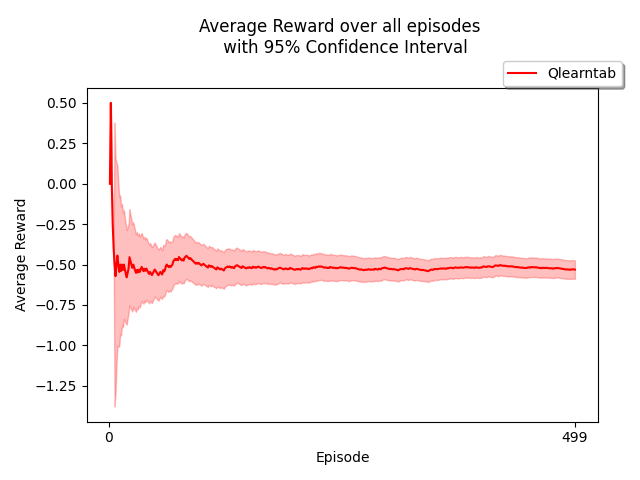 Average Reward over all episodes
with 95% Confidence Interval
Qlearntab
0.50
0.25
0.00
−0.25
−0.50
−0.75
−1.00
−1.25
Average Reward
0 499
Episode